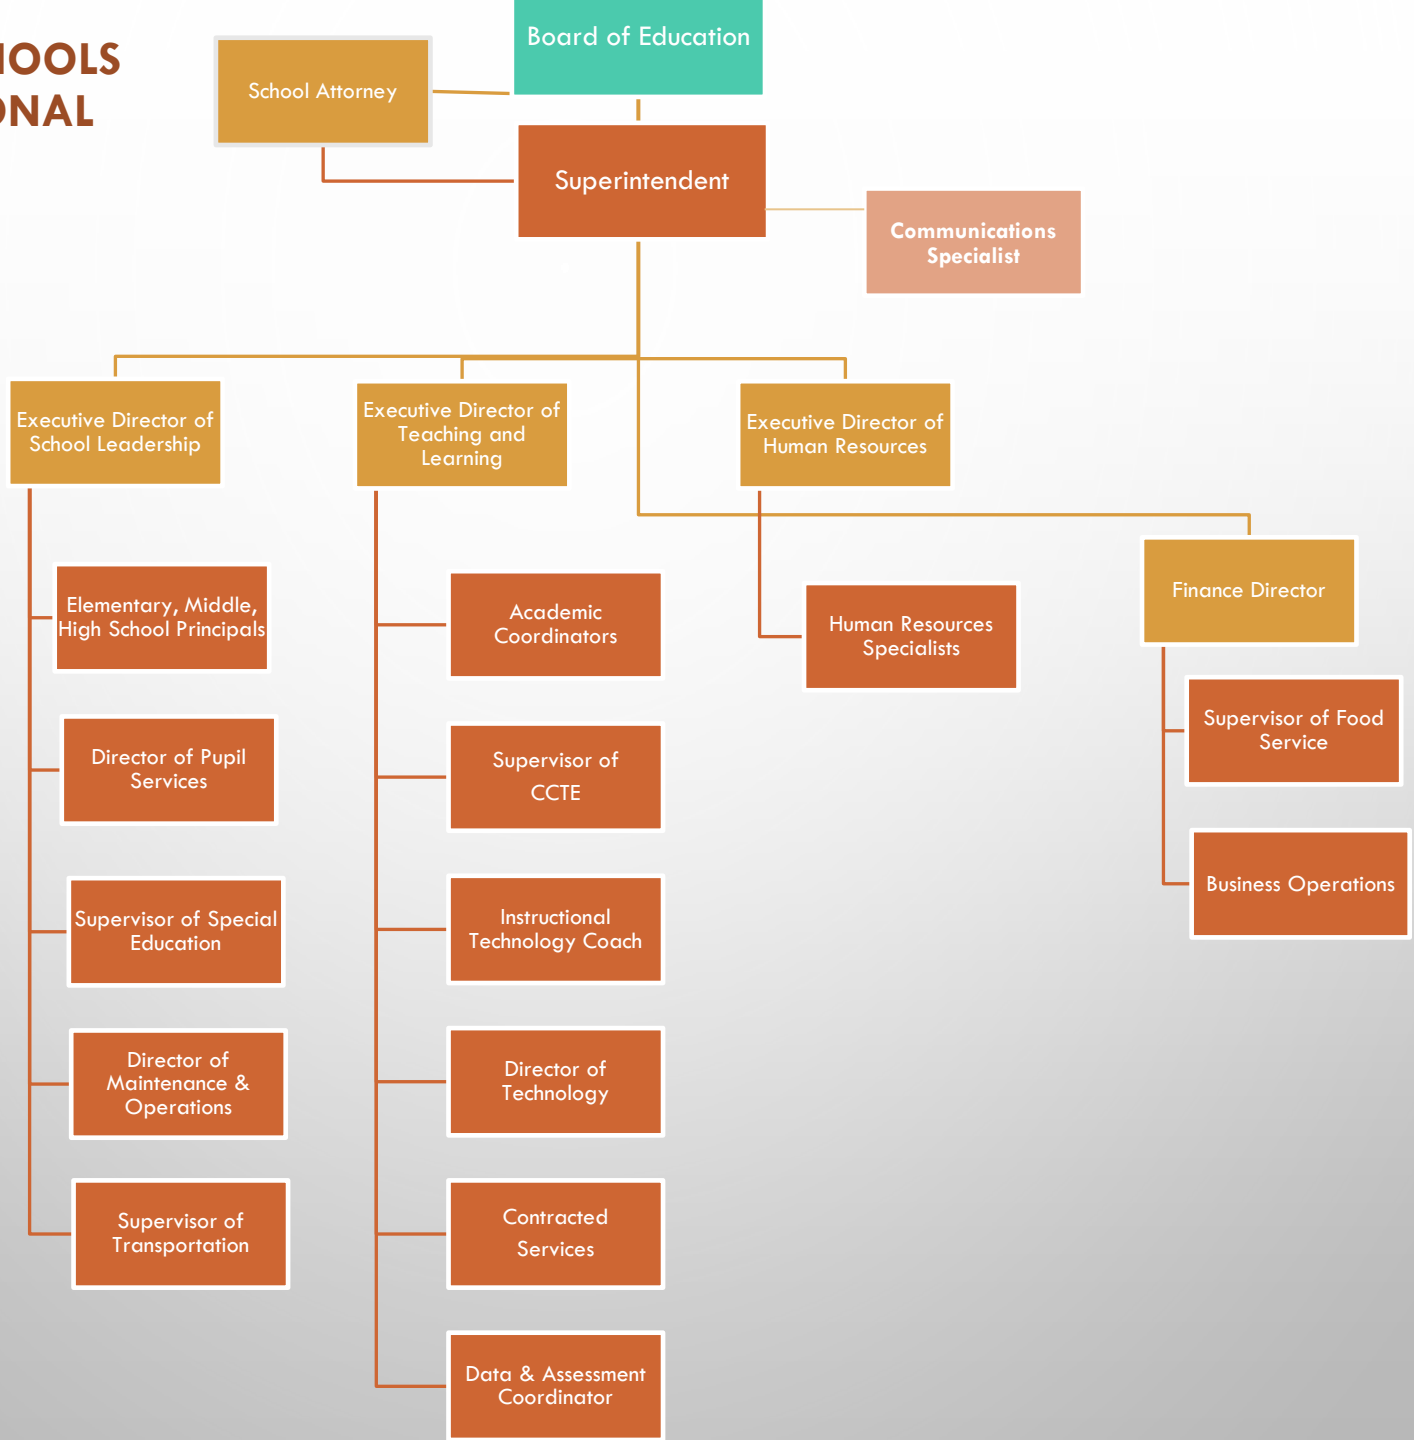 Board of Education
School Attorney
Superintendent
Communications
Specialist
Executive Director of
School Leadership
Executive Director of
Teaching and
Learning
Executive Director of
Human Resources
Finance Director
Elementary, Middle,
High School Principals
Director of Pupil
Services
Supervisor of Special
Education
Director of
Maintenance &
Operations
Supervisor of
Transportation
Academic
Coordinators
Supervisor of
CCTE
Instructional
Technology Coach
Director of
Technology
Contracted
Services
Data & Assessment
Coordinator
Human Resources
Specialists
Supervisor of Food
Service
Business Operations